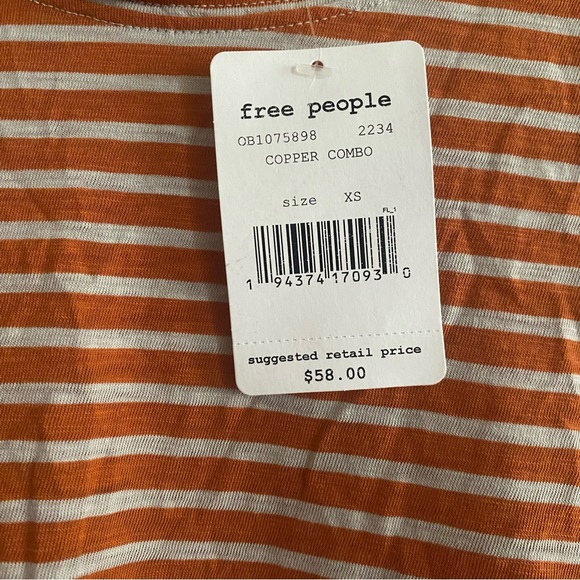 free people
OB1075898 2234
COPPER COMBO
size XS
FL_1
1 94374 17093 0
suggested retail price
$58.00